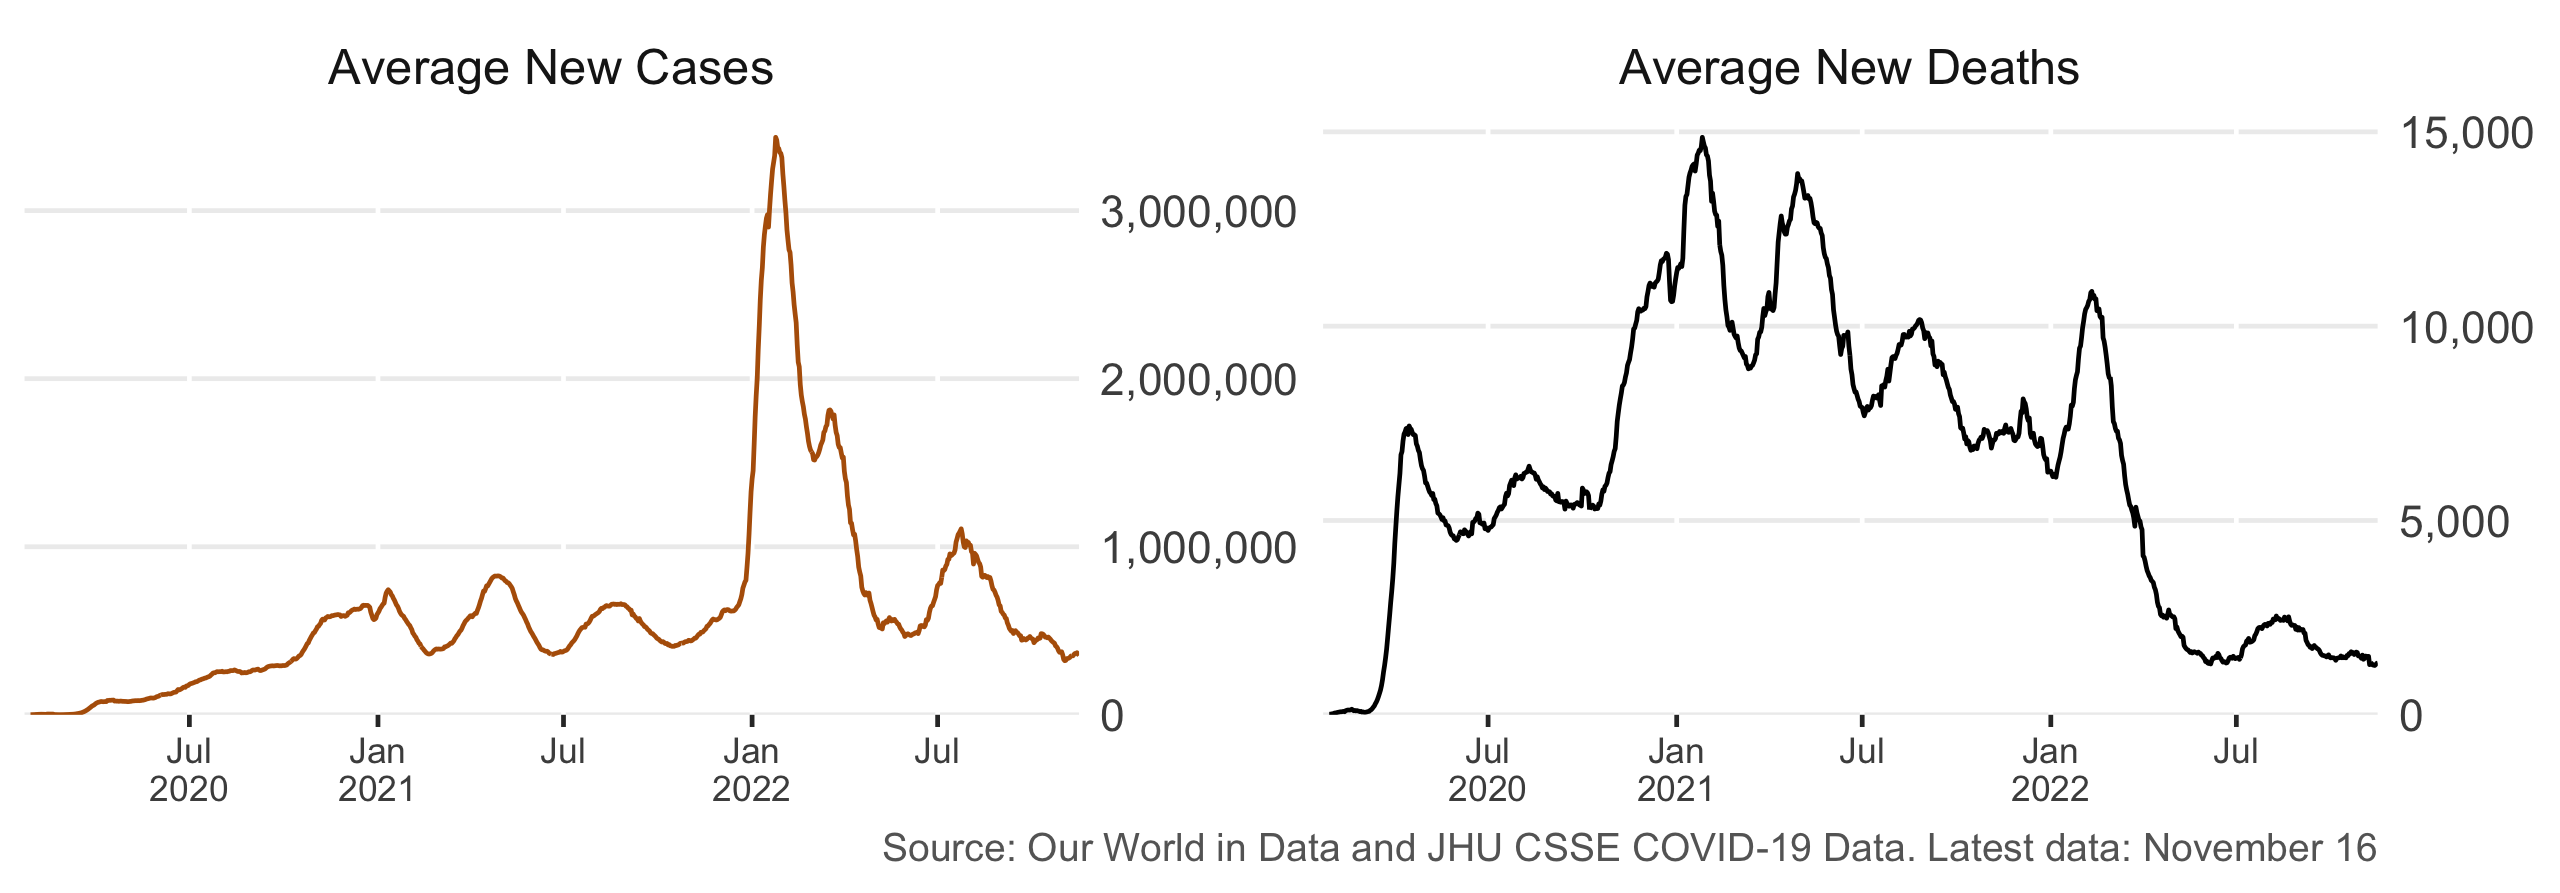 Average New Cases
3,000,000
2,000,000
1,000,000
0
Jul
2020
Jan
2021
Jul
Jan
2022
Jul
Average New Deaths
15,000
10,000
5,000
0
Jul
2020
Jan
2021
Jul
Jan
2022
Jul
Source: Our World in Data and JHU CSSE COVID-19 Data. Latest data: November 16